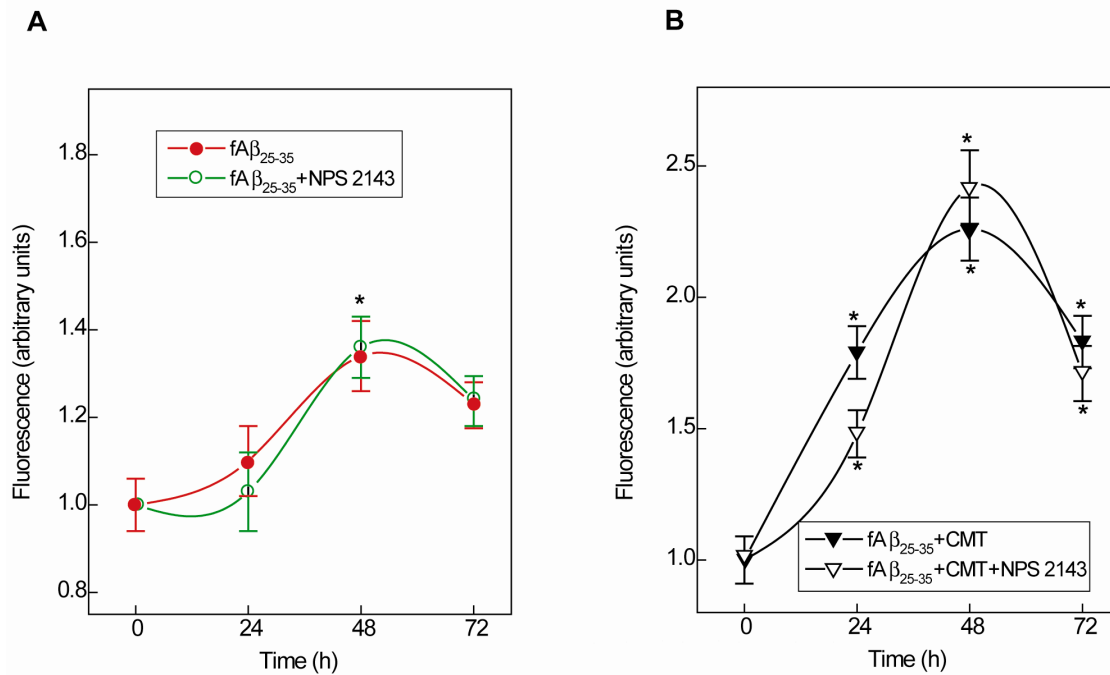 A
Fluorescence (arbitrary units)
1.8
1.6
1.4
1.2
1.0
0.8
fAβ25-35
fAβ25-35+NPS 2143
*
0
24
48
72
Time (h)
B
Fluorescence (arbitrary units)
2.5
2.0
1.5
1.0
*
*
*
*
*
*
fAβ25-35+CMT
fAβ25-35+CMT+NPS 2143
0
24
48
72
Time (h)